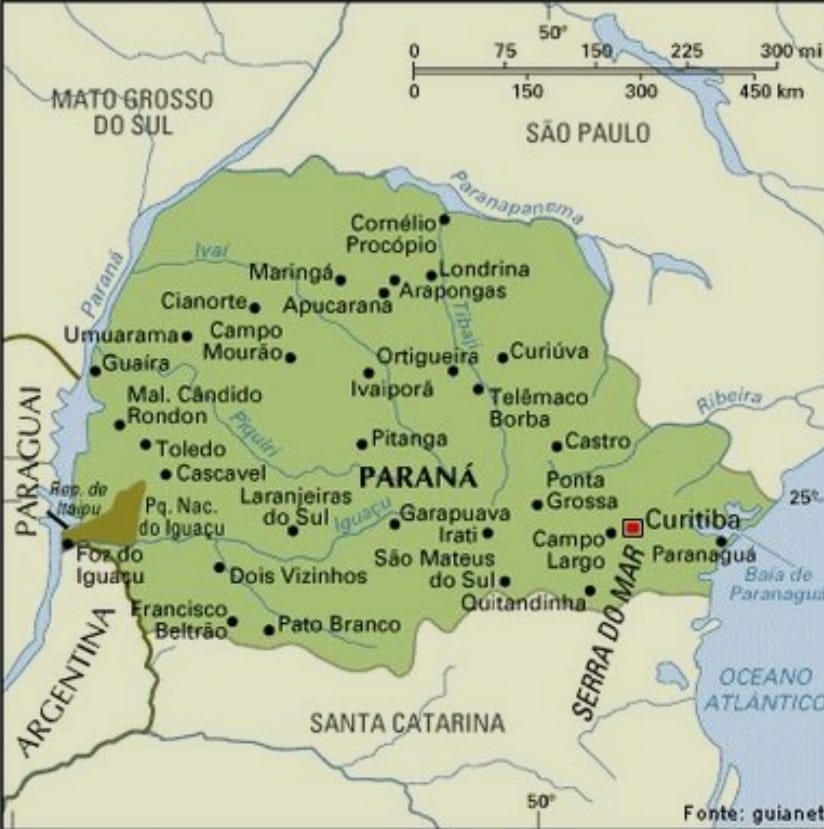 50°
0 75 150 225 300 mi
0 150 300 450 km
MATO GROSSO
DO SUL
SÃO PAULO
Paranapanema
Cornélio
Procópio
Ivaí
Paraná
Maringá
Londrina
Arapongas
Apucarana
Cianorte
Tibaji
Umuarama
Campo
Mourão
Guaíra
Ortigueira
Curiúva
Ivaiporã
Mal. Cândido
Rondon
Telêmaco
Borba
Ribeira
PARAGUAI
Piquiri
Toledo
Pitanga
Castro
Cascavel
PARANÁ
Rep. de
Itaipu
Pq. Nac.
do Iguaçu
Laranjeiras
do Sul
Iguaçu
Garapuava
Irati
Ponta
Grossa
25°
Curitiba
Campo
Largo
Paranaguá
Foz do
Iguaçu
Dois Vizinhos
São Mateus
do Sul
Quitandinha
Baía de
Paranaguá
Francisco
Beltrão
Pato Branco
SERRA DO MAR
ARGENTINA
SANTA CATARINA
OCEANO
ATLÂNTICO
50°
Fonte: guianet